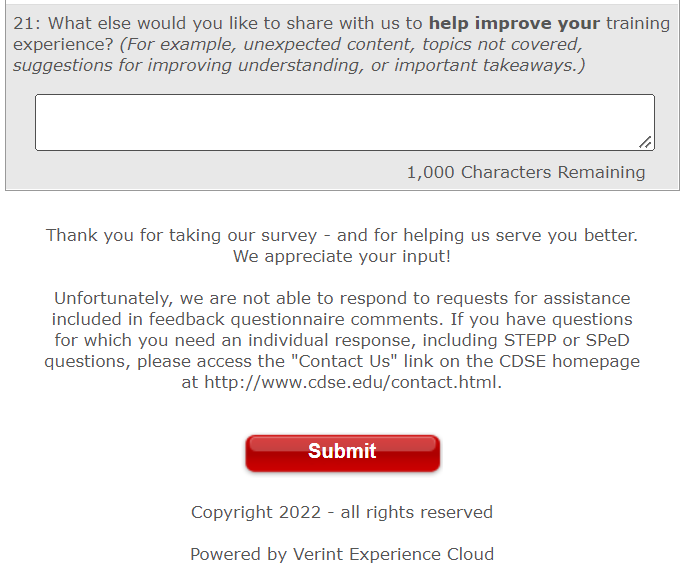 21: What else would you like to share with us to help improve your training
experience? (For example, unexpected content, topics not covered,
suggestions for improving understanding, or important takeaways.)
1,000 Characters Remaining
Thank you for taking our survey - and for helping us serve you better.
We appreciate your input!
Unfortunately, we are not able to respond to requests for assistance
included in feedback questionnaire comments. If you have questions
for which you need an individual response, including STEPP or SPeD
questions, please access the "Contact Us" link on the CDSE homepage
at http://www.cdse.edu/contact.html.
Submit
Copyright 2022 - all rights reserved
Powered by Verint Experience Cloud